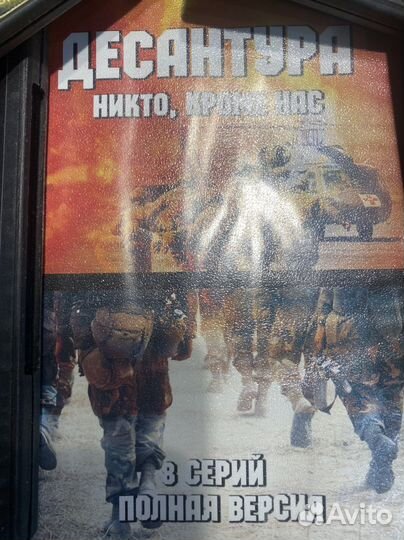 ДЕСАНТУРА
НИКТО, КРОМЕ НАС
8 СЕРИЙ
ПОЛНАЯ ВЕРСИЯ
Avito